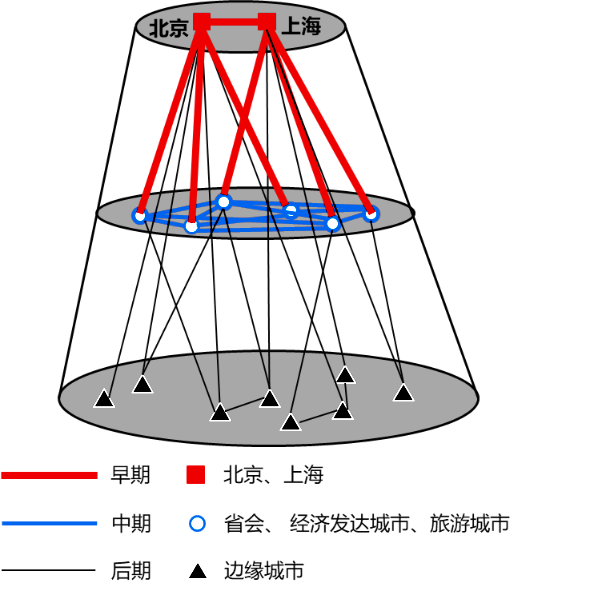 北京 上海
早期 北京、上海
中期 省会、 经济发达城市、旅游城市
后期 边缘城市